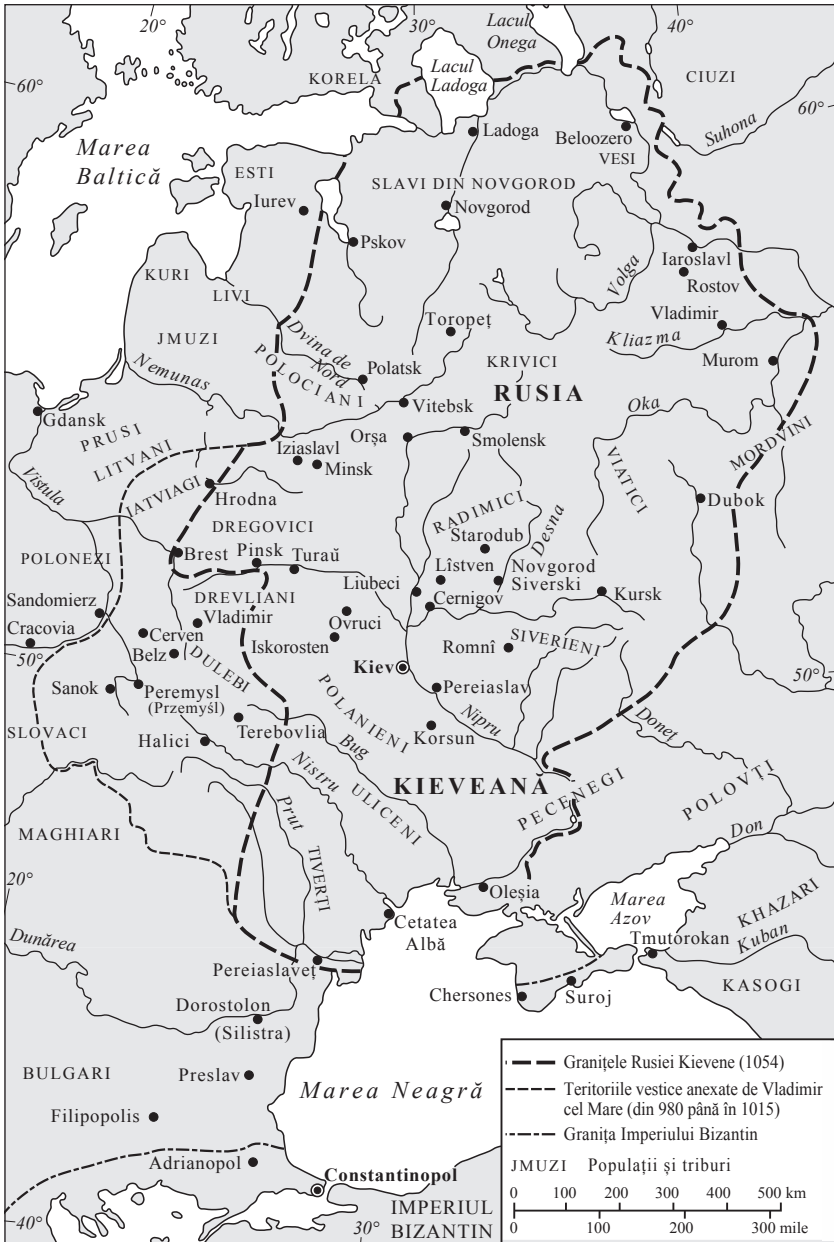 20°
30°
40°
Lacul
Onega
60°
KORELA
Lacul
Ladoga
CIUZI
60°
Ladoga
Beloozero
VESI
Suhona
Marea
Baltică
ESTI
Iurev
SLAVI DIN NOVGOROD
Novgorod
Pskov
Iaroslavl
Rostov
KURI
LIVI
Volga
Vladimir
JMUZI
Toropeț
Kliazma
Dvina de
Nord
Nemunas
POLOCIANI
Polatsk
KRIVICI
Murom
RUSIA
Gdansk
Vitebsk
Oka
PRUSI
Orșa
Smolensk
MORDVINI
LITVANI
Iziaslavl
Minsk
Vistula
IATVIAGI
Hrodna
VIATICI
Dubok
RADIMICI
DREGOVICI
Starodub
Desna
POLONEZI
Brest
Pinsk
Turaŭ
Lîstven
Novgorod
Siverski
Liubeci
Kursk
Sandomierz
DREVLIANI
Vladimir
Cernigov
Cracovia
Cerven
Ovruci
50°
Belz
Iskorosten
Romnî
SIVERIENI
DULEBI
Kiev
50°
Sanok
Peremysl
(Przemyśl)
Pereiaslav
POLANIENI
Nipru
SLOVACI
Terebovlia
Korsun
Donet
Halici
Bug
Nistru
KIEVEANĂ
ULICENI
PECENEGI
POLOVȚI
MAGHIARI
Prut
Don
TIVERȚI
20°
Oleșia
Marea
Azov
KHAZARI
Cetatea
Albă
Dunărea
Tmutorokan
Kuban
Pereiaslaveț
Chersones
Suroj
KASOGI
Dorostolon
(Silistra)
BULGARI
Preslav
Marea Neagră
Filipopolis
Adrianopol
Constantinopol
IMPERIUL
BIZANTIN
40°
30°
Granițele Rusiei Kievene (1054)
Teritoriile vestice anexate de Vladimir
cel Mare (din 980 până în 1015)
Granița Imperiului Bizantin
JMUZI Populații și triburi
0 100 200 300 400 500 km
0 100 200 300 mile